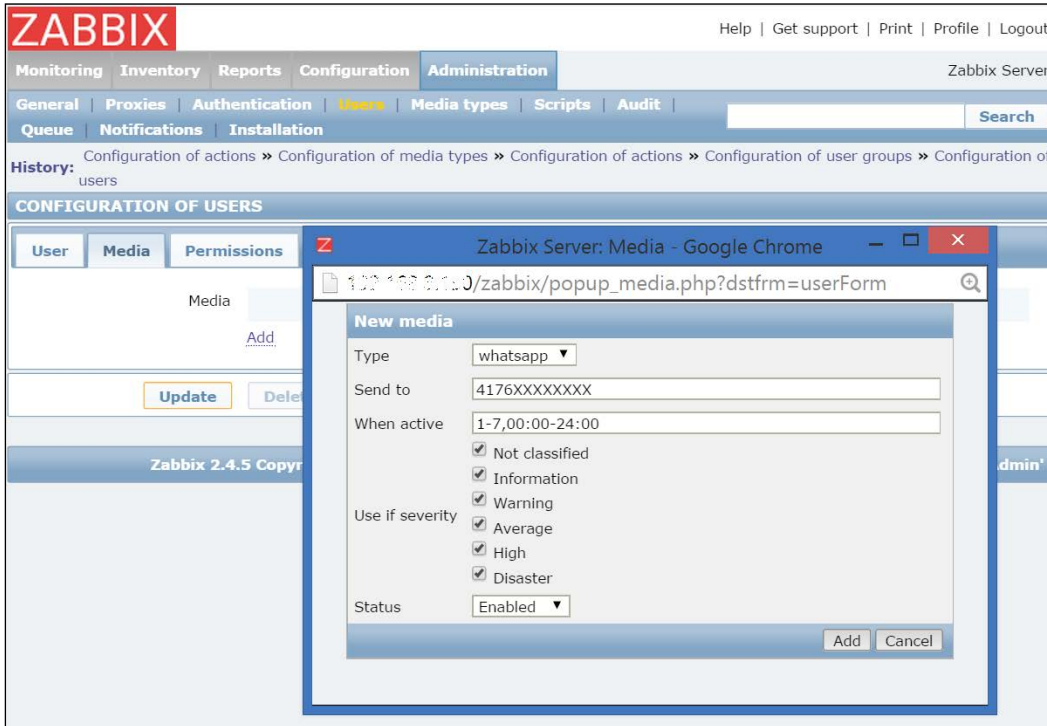 ZABBIX
Help | Get support | Print | Profile | Logout
Monitoring Inventory Reports Configuration Administration Zabbix Server
General | Proxies | Authentication | Users | Media types | Scripts | Audit |
Search
Queue | Notifications | Installation
History: Configuration of actions » Configuration of media types » Configuration of actions » Configuration of user groups » Configuration of
users
CONFIGURATION OF USERS
User Media Permissions
Media
Add
Update
Zabbix 2.4.5
Z Zabbix Server: Media - Google Chrome
/zabbix/popup_media.php?dstfrm=userForm
New media
Type whatsapp
Send to 4176XXXXXXXX
When active 1-7,00:00-24:00
Use if severity
Not classified
Information
Warning
Average
High
Disaster
Status Enabled
Add Cancel